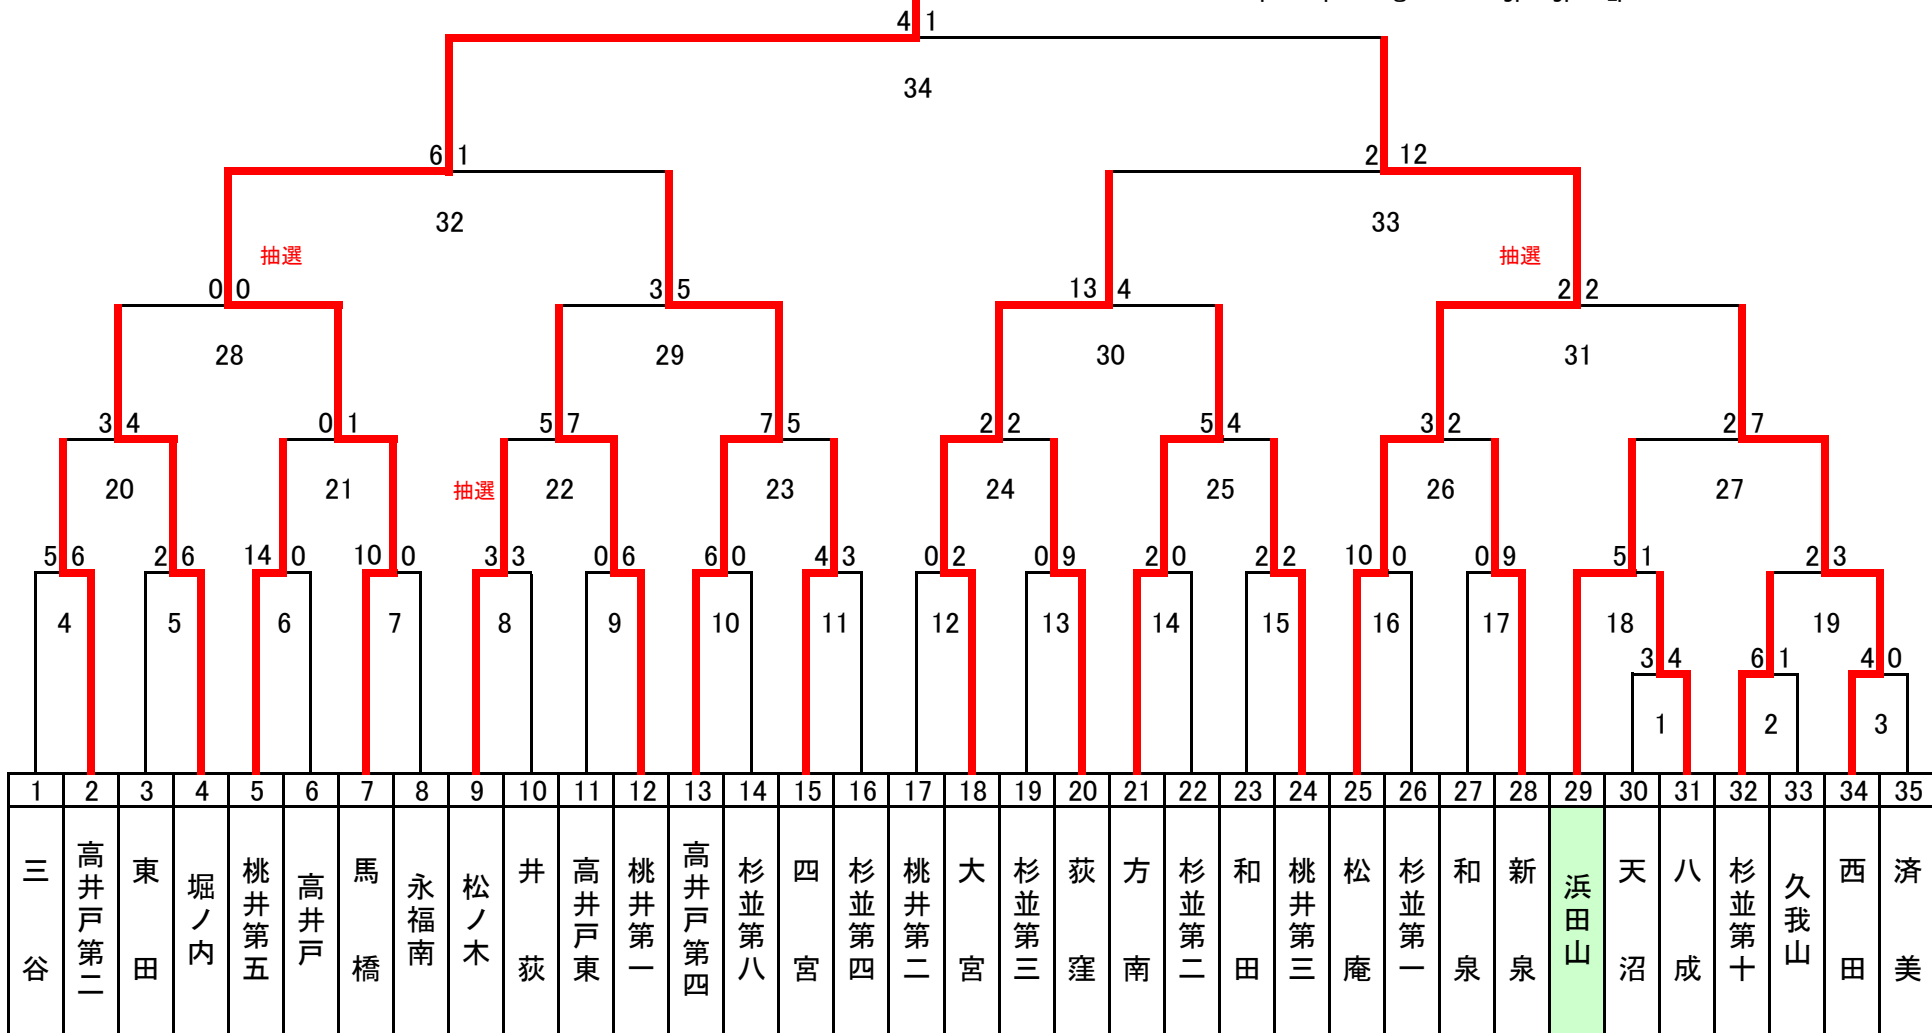 4 1
34
6 1 2 12
32 33
抽選 抽選
0 0 3 5 13 4 2 2
28 29 30 31
3 4 0 1 5 7 7 5 2 2 5 4 3 2 2 7
20 21 抽選 22 23 24 25 26 27
5 6 2 6 14 0 10 0 3 3 0 6 6 0 4 3 0 2 0 9 2 0 2 2 10 0 0 9 5 1 2 3
4 5 6 7 8 9 10 11 12 13 14 15 16 17 18 19
3 4 6 1 4 0
1 2 3
1 2 3 4 5 6 7 8 9 10 11 12 13 14 15 16 17 18 19 20 21 22 23 24 25 26 27 28 29 30 31 32 33 34 35
三谷
高井戸第二
東田
堀ノ内
桃井第五
高井戸
馬橋
永福南
松ノ木
井荻
高井戸東
桃井第一
高井戸第四
杉並第八
四宮
杉並第四
桃井第二
大宮
杉並第三
荻窪
方南
杉並第二
和田
桃井第三
松庵
杉並第一
和泉
新泉
浜田山
天沼
八成
杉並第十
久我山
西田
済美